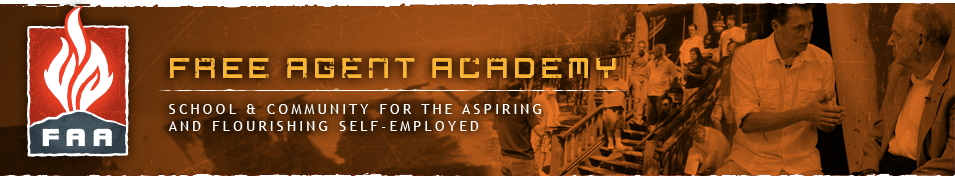 FAA
FREE AGENT ACADEMY
SCHOOL & COMMUNITY FOR THE ASPIRING
AND FLOURISHING SELF-EMPLOYED